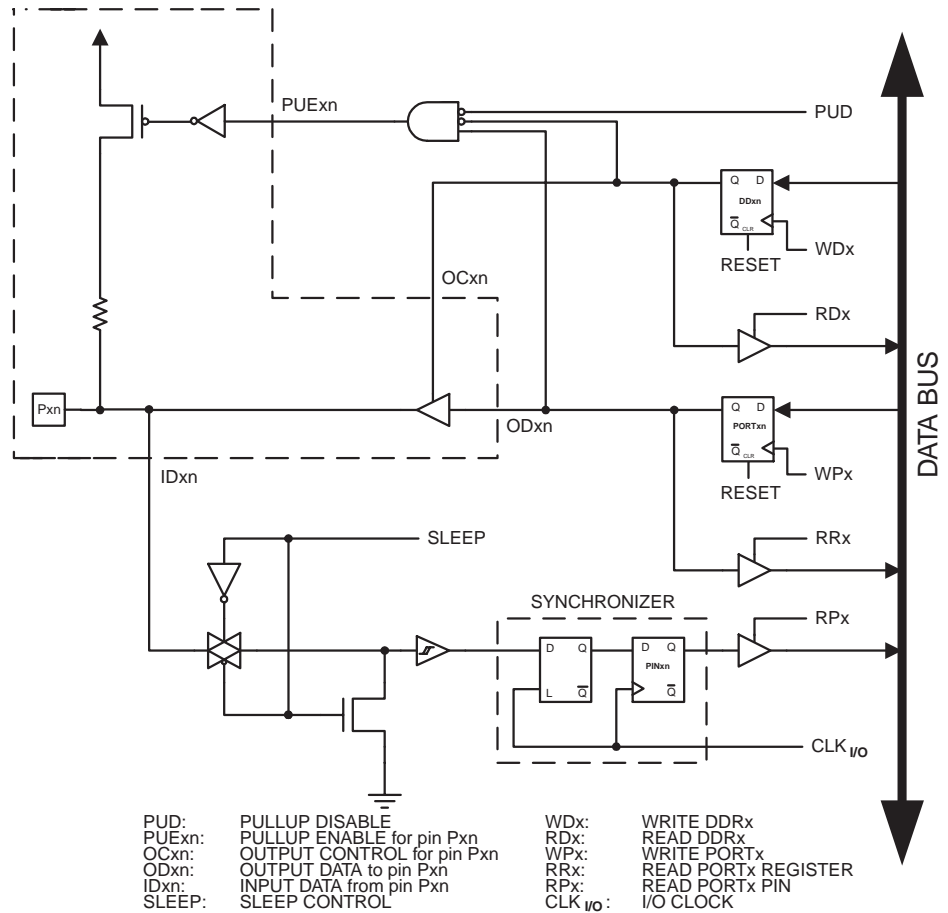 PUD
PUExn
Q D
DDxn
Q CLR
WDx
RESET
OCxn
RDx
Pxn
ODxn
Q D
PORTxn
Q CLR
WPx
RESET
IDxn
DATA BUS
SLEEP
RRx
SYNCHRONIZER
RPx
D Q
L Q
D Q
PINxn
Q
CLK I/O
PUD: PULLUP DISABLE
PUExn: PULLUP ENABLE for pin Pxn
OCxn: OUTPUT CONTROL for pin Pxn
ODxn: OUTPUT DATA to pin Pxn
IDxn: INPUT DATA from pin Pxn
SLEEP: SLEEP CONTROL
WDx: WRITE DDRx
RDx: READ DDRx
WPx: WRITE PORTx
RRx: READ PORTx REGISTER
RPx: READ PORTx PIN
CLK I/O : I/O CLOCK